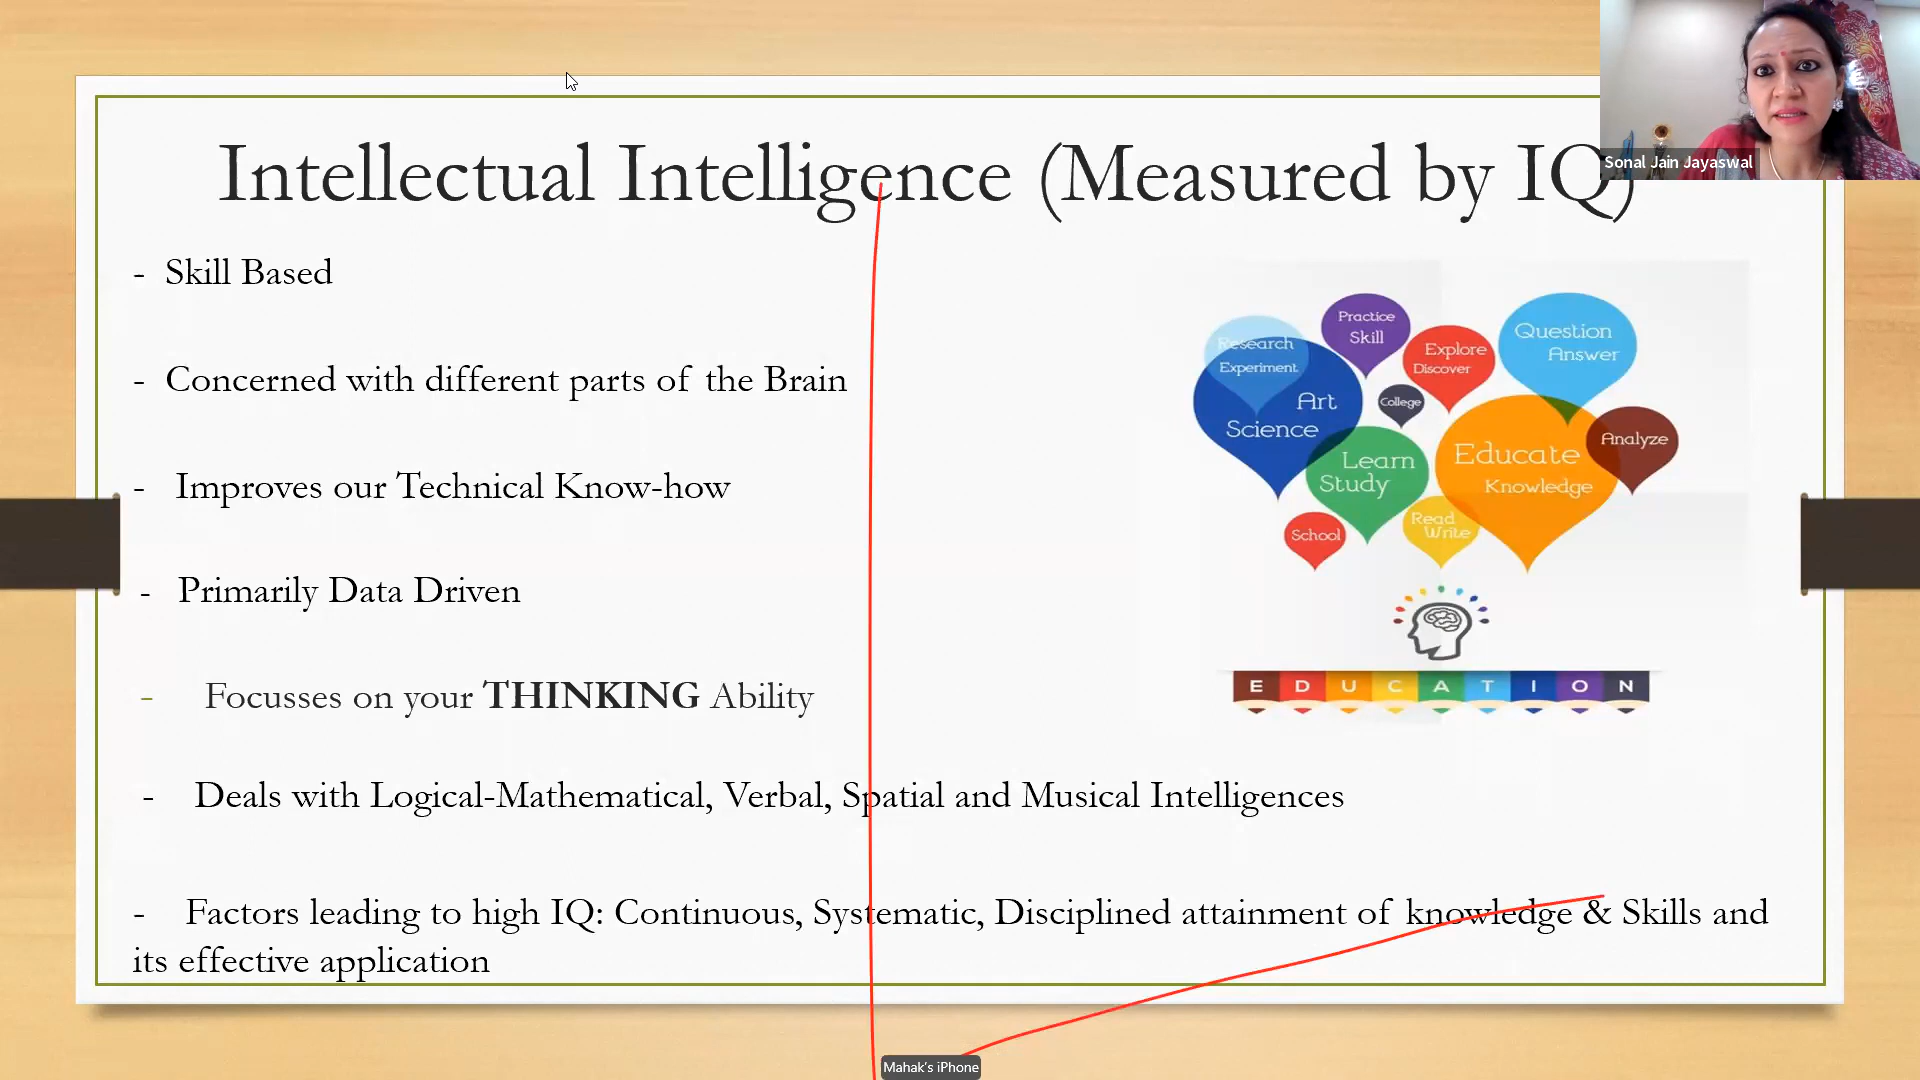 Intellectual Intelligence (Measured by IQ)
Sonal Jain Jayaswal
- Skill Based
- Concerned with different parts of the Brain
- Improves our Technical Know-how
- Primarily Data Driven
- Focusses on your THINKING Ability
- Deals with Logical-Mathematical, Verbal, Spatial and Musical Intelligences
- Factors leading to high IQ: Continuous, Systematic, Disciplined attainment of knowledge & Skills and
its effective application
Research
Experiment
Practice
Skill
Explore
Discover
Question
Answer
Art
Science
College
Learn
Study
Educate
Knowledge
Analyze
School
Read
Write
EDUCATION
Mahak's iPhone